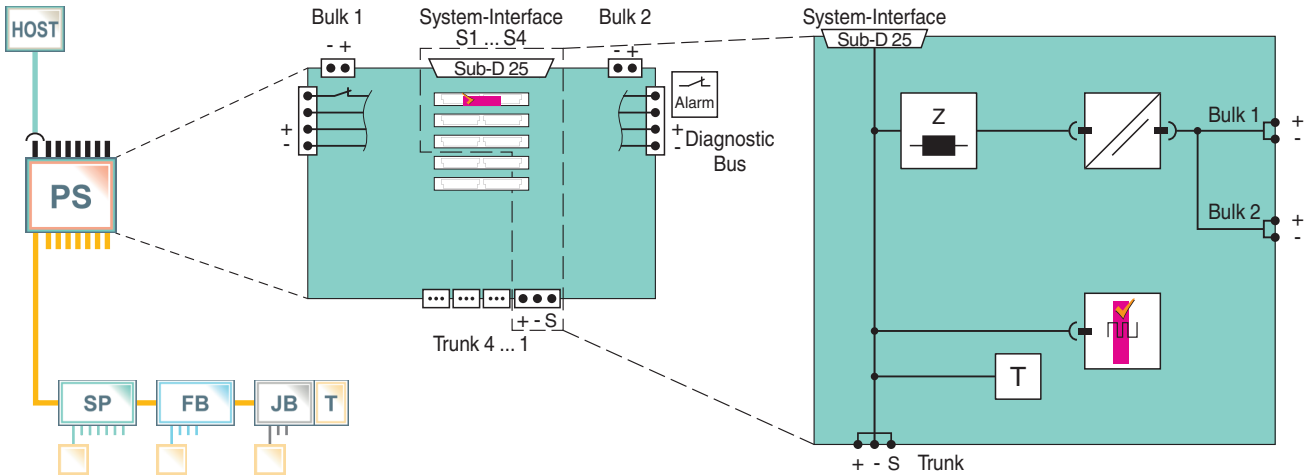 HOST
PS
SP
FB
JB
T
Bulk 1
- +
System-Interface
S1 ... S4
Sub-D 25
Bulk 2
- +
+
-
Alarm
+
-
Diagnostic
Bus
+ - S
Trunk 4 ... 1
System-Interface
Sub-D 25
Z
Bulk 1
+
-
Bulk 2
+
-
T
+ - S Trunk